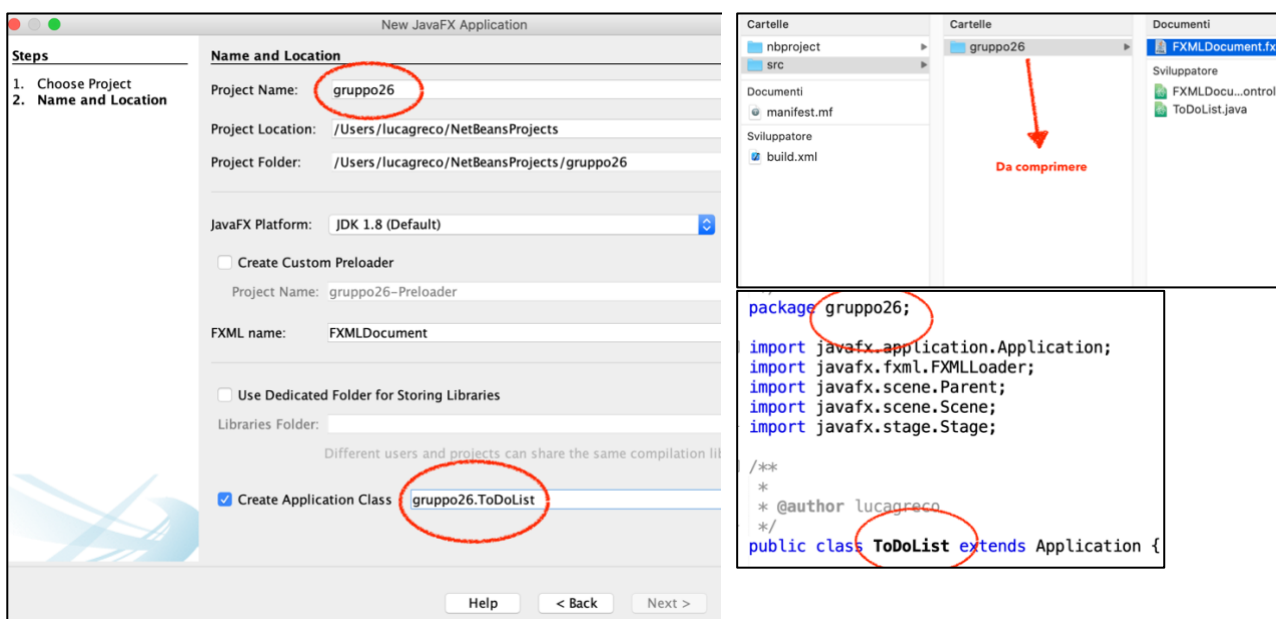 New JavaFX Application
Steps
1. Choose Project
2. Name and Location
Name and Location
Project Name: gruppo26
Project Location: /Users/lucagreco/NetBeansProjects
Project Folder: /Users/lucagreco/NetBeansProjects/gruppo26
JavaFX Platform: JDK 1.8 (Default)
Create Custom Preloader
Project Name: gruppo26-Preloader
FXML name: FXMLDocument
Use Dedicated Folder for Storing Libraries
Libraries Folder:
Different users and projects can share the same compilation lil
Create Application Class gruppo26.ToDoList
Help < Back Next >
Cartelle
nbproject
src
Documenti
manifest.mf
Sviluppatore
build.xml
Cartelle
gruppo26
Da comprimere
Documenti
FXMLDocument.fx
Sviluppatore
FXMLDocu...ontrol
ToDoList.java
package gruppo26;
import javafx.application.Application;
import javafx.fxml.FXMLLoader;
import javafx.scene.Parent;
import javafx.scene.Scene;
import javafx.stage.Stage;
/**
*
* @author lucagreco
*/
public class ToDoList extends Application {